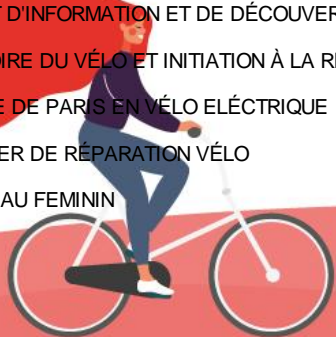 T D'INFORMATION ET DE DÉCOUVER
OIRE DU VÉLO ET INITIATION À LA R
E DE PARIS EN VÉLO ELÉCTRIQUE
ER DE RÉPARATION VÉLO
AU FEMININ